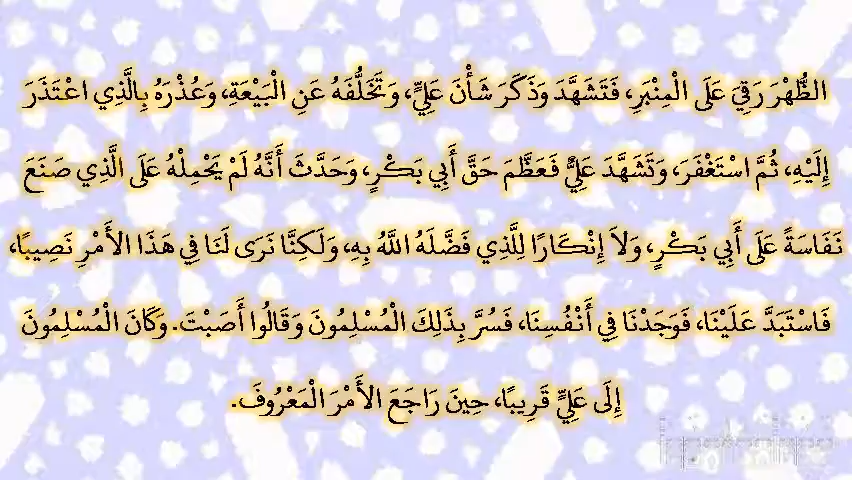 الظُّهْرَ رَقِيَ عَلَى الْمِنْبَرِ، فَتَشَهَّدَ وَذَكَرَ شَأْنَ عَلِيٍّ، وَتَخَلُّفَهُ عَنِ الْبَيْعَةِ، وَعُذْرَهُ بِالَّذِي اعْتَذَرَ
إِلَيْهِ، ثُمَّ اسْتَغْفَرَ، وَتَشَهَّدَ عَلِيٌّ فَعَظَّمَ حَقَّ أَبِي بَكْرٍ، وَحَدَّثَ أَنَّهُ لَمْ يَحْمِلْهُ عَلَى الَّذِي صَنَعَ
نَفَاسَةً عَلَى أَبِي بَكْرٍ، وَلاَ إِنْكَارًا لِلَّذِي فَضَّلَهُ اللَّهُ بِهِ، وَلَكِنَّا نَرَى لَنَا فِي هَذَا الأَمْرِ نَصِيبًا،
فَاسْتَبَدَّ عَلَيْنَا، فَوَجَدْنَا فِي أَنْفُسِنَا، فَسُرَّ بِذَلِكَ الْمُسْلِمُونَ وَقَالُوا أَصَبْتَ. وَكَانَ الْمُسْلِمُونَ
إِلَى عَلِيٍّ قَرِيبًا، حِينَ رَاجَعَ الأَمْرَ الْمَعْرُوفَ.